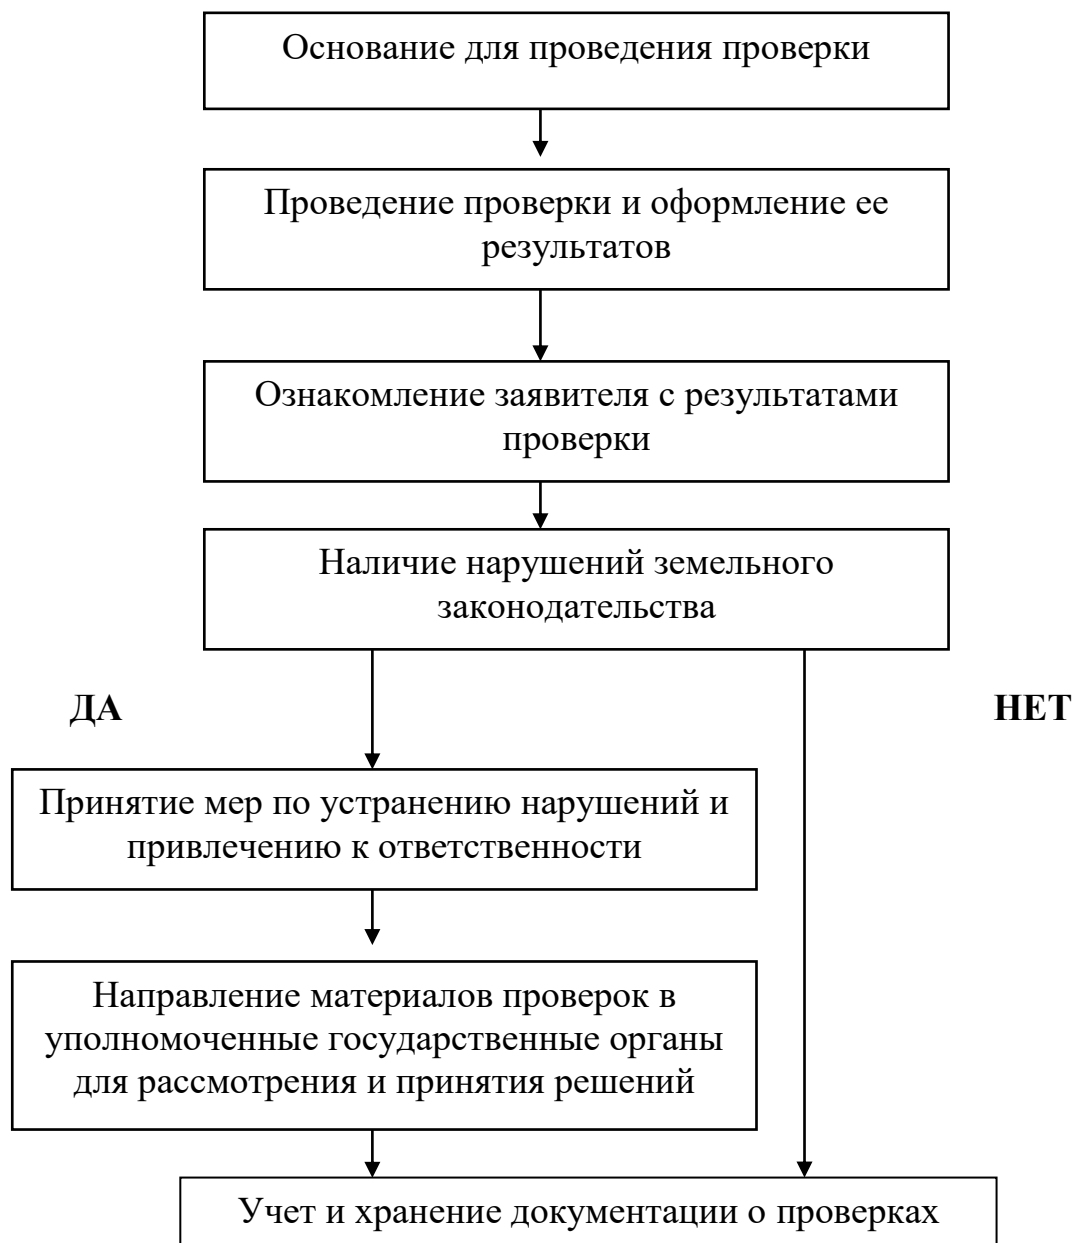 Основание для проведения проверки
Проведение проверки и оформление ее
результатов
Ознакомление заявителя с результатами
проверки
Наличие нарушений земельного
законодательства
ДА
НЕТ
Принятие мер по устранению нарушений и
привлечению к ответственности
Направление материалов проверок в
уполномоченные государственные органы
для рассмотрения и принятия решений
Учет и хранение документации о проверках